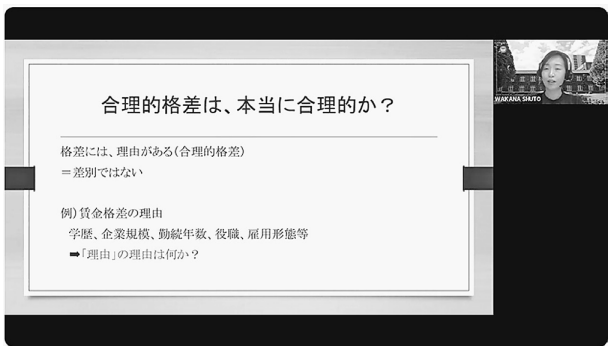 合理的格差は、本当に合理的か？
格差には、理由がある(合理的格差)
＝差別ではない
例)賃金格差の理由
学歴、企業規模、勤続年数、役職、雇用形態等
➡「理由」の理由は何か？
WAKANA SHUTO